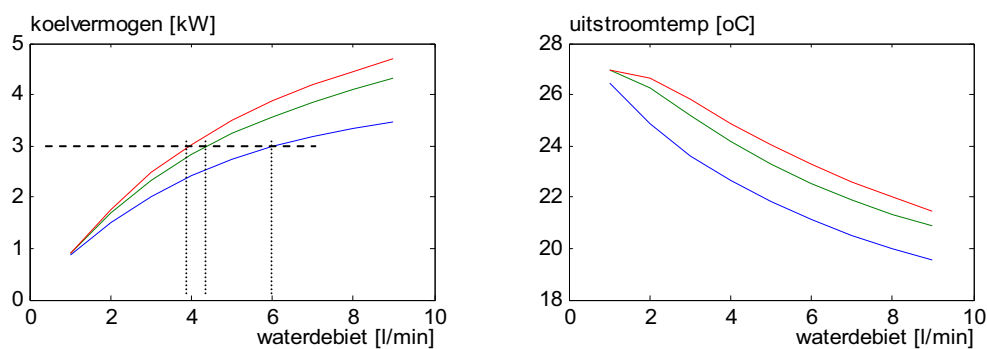 koelvermogen [kW]
5
4
3
2
1
0
0 2 4 6 8 10
waterdebiet [l/min]
uitstroomtemp [oC]
28
26
24
22
20
18
0 2 4 6 8 10
waterdebiet [l/min]